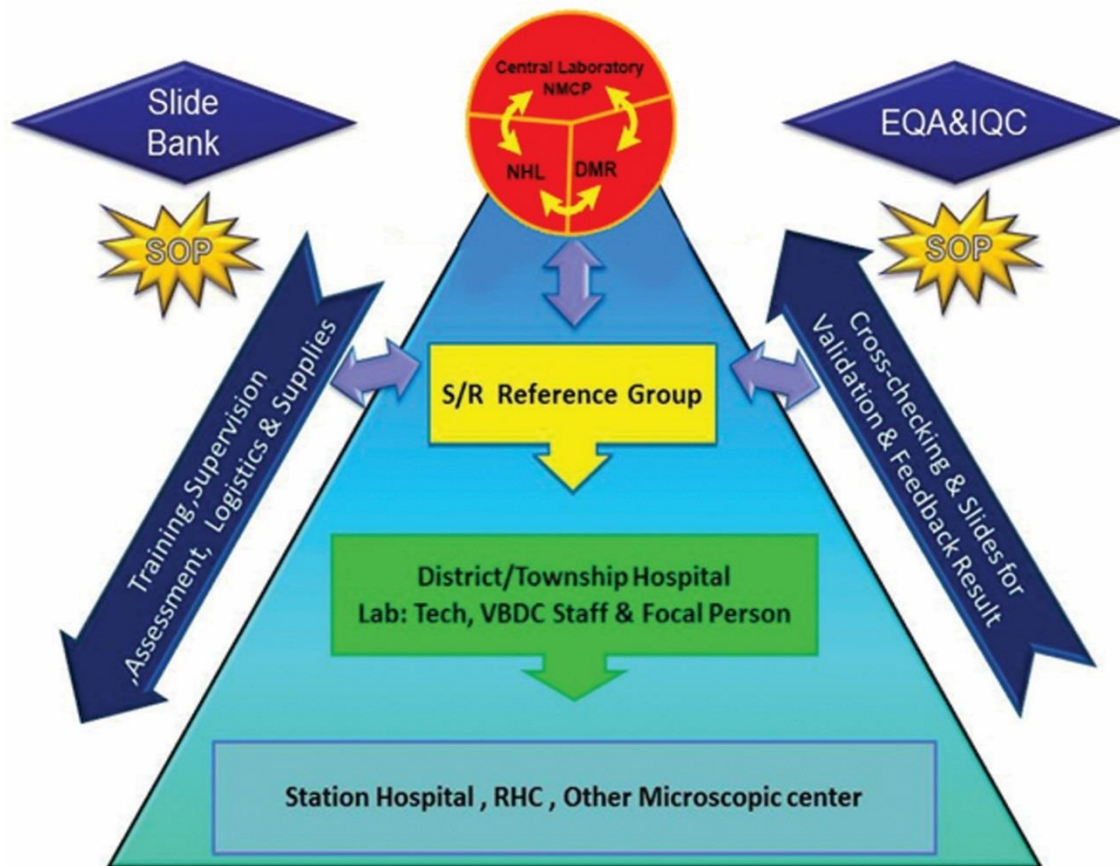 Central Laboratory
NMCP
NHL
DMR
Slide
Bank
EQA&IQC
SOP
SOP
Training,Supervision
,Assessment, Logistics & Supplies
Cross-checking & Slides for
Validation & Feedback Result
S/R Reference Group
District/Township Hospital
Lab: Tech, VBDC Staff & Focal Person
Station Hospital , RHC , Other Microscopic center